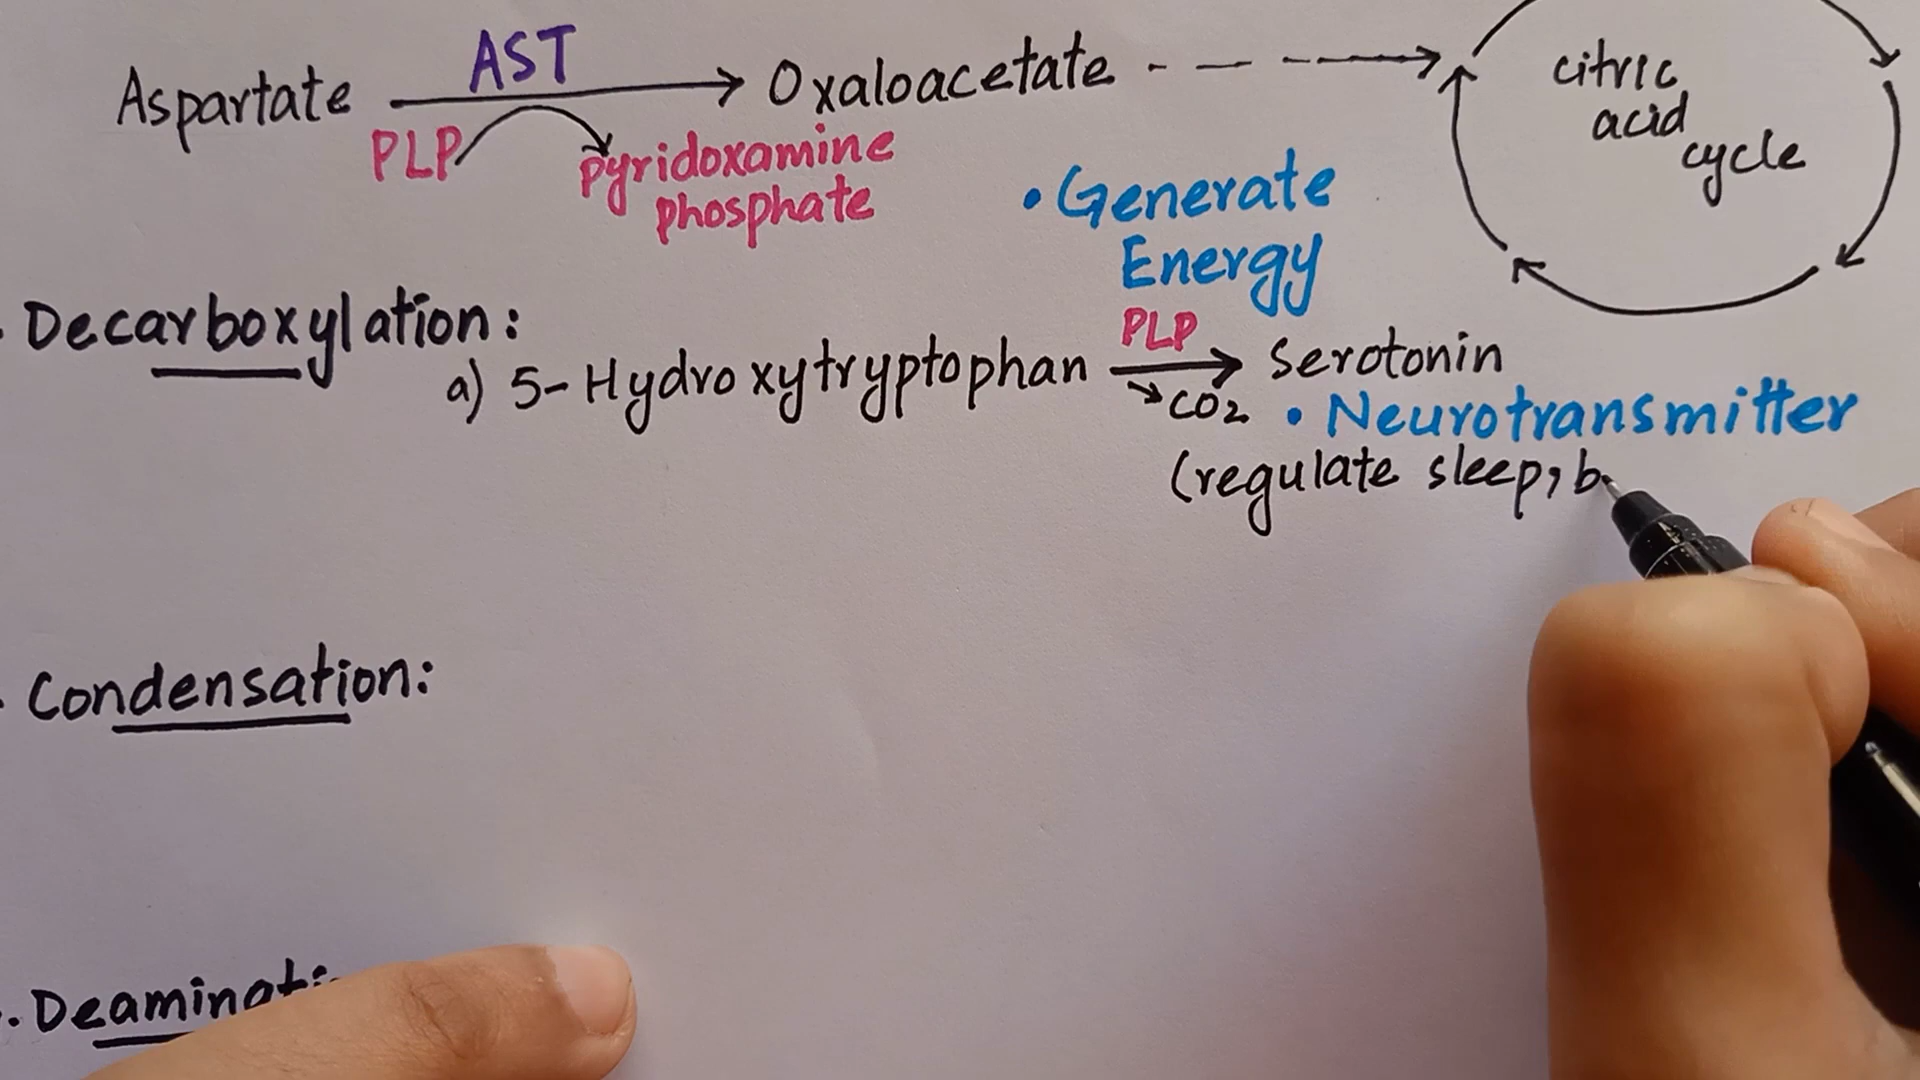 Aspartate AST Oxaloacetate
PLP pyridoxamine
phosphate
citric
acid
cycle
• Generate
Energy
Decarboxylation:
a) 5-Hydroxytryptophan PLP Serotonin
CO2 • Neurotransmitter
(regulate sleep, b
Condensation: